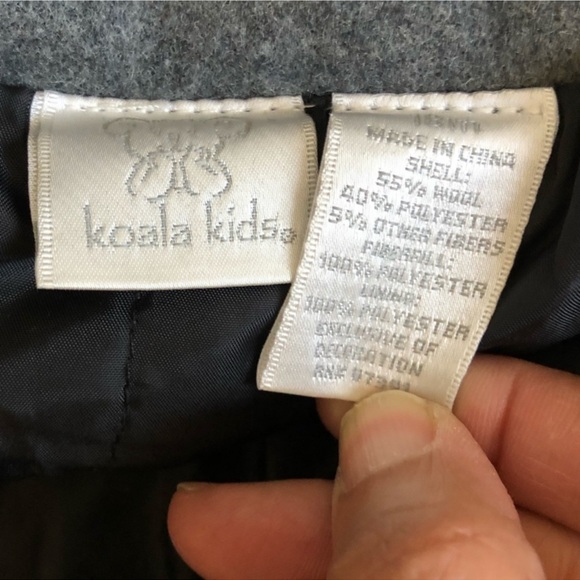 koala kids®
MADE IN CHINA
SHELL:
55% WOOL
40% POLYESTER
5% OTHER FIBERS
FIBERFILL:
100% POLYESTER
LINING:
100% POLYESTER
EXCLUSIVE OF
DECORATION
RN#